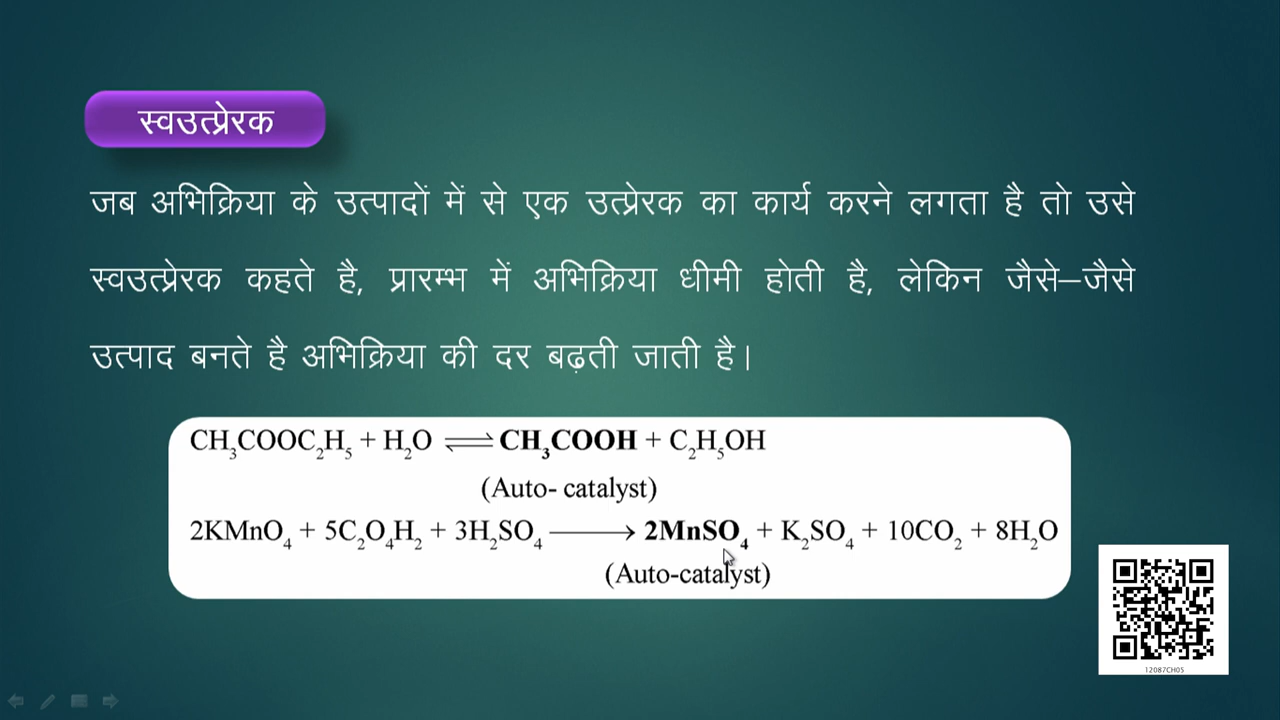 स्वउत्प्रेरक
जब अभिक्रिया के उत्पादों में से एक उत्प्रेरक का कार्य करने लगता है तो उसे
स्वउत्प्रेरक कहते है, प्रारम्भ में अभिक्रिया धीमी होती है, लेकिन जैसे–जैसे
उत्पाद बनते है अभिक्रिया की दर बढ़ती जाती है।
CH₃COOC₂H₅ + H₂O ⇌ CH₃COOH + C₂H₅OH
(Auto- catalyst)
2KMnO₄ + 5C₂O₄H₂ + 3H₂SO₄ ⟶ 2MnSO₄ + K₂SO₄ + 10CO₂ + 8H₂O
(Auto-catalyst)
12087CH05